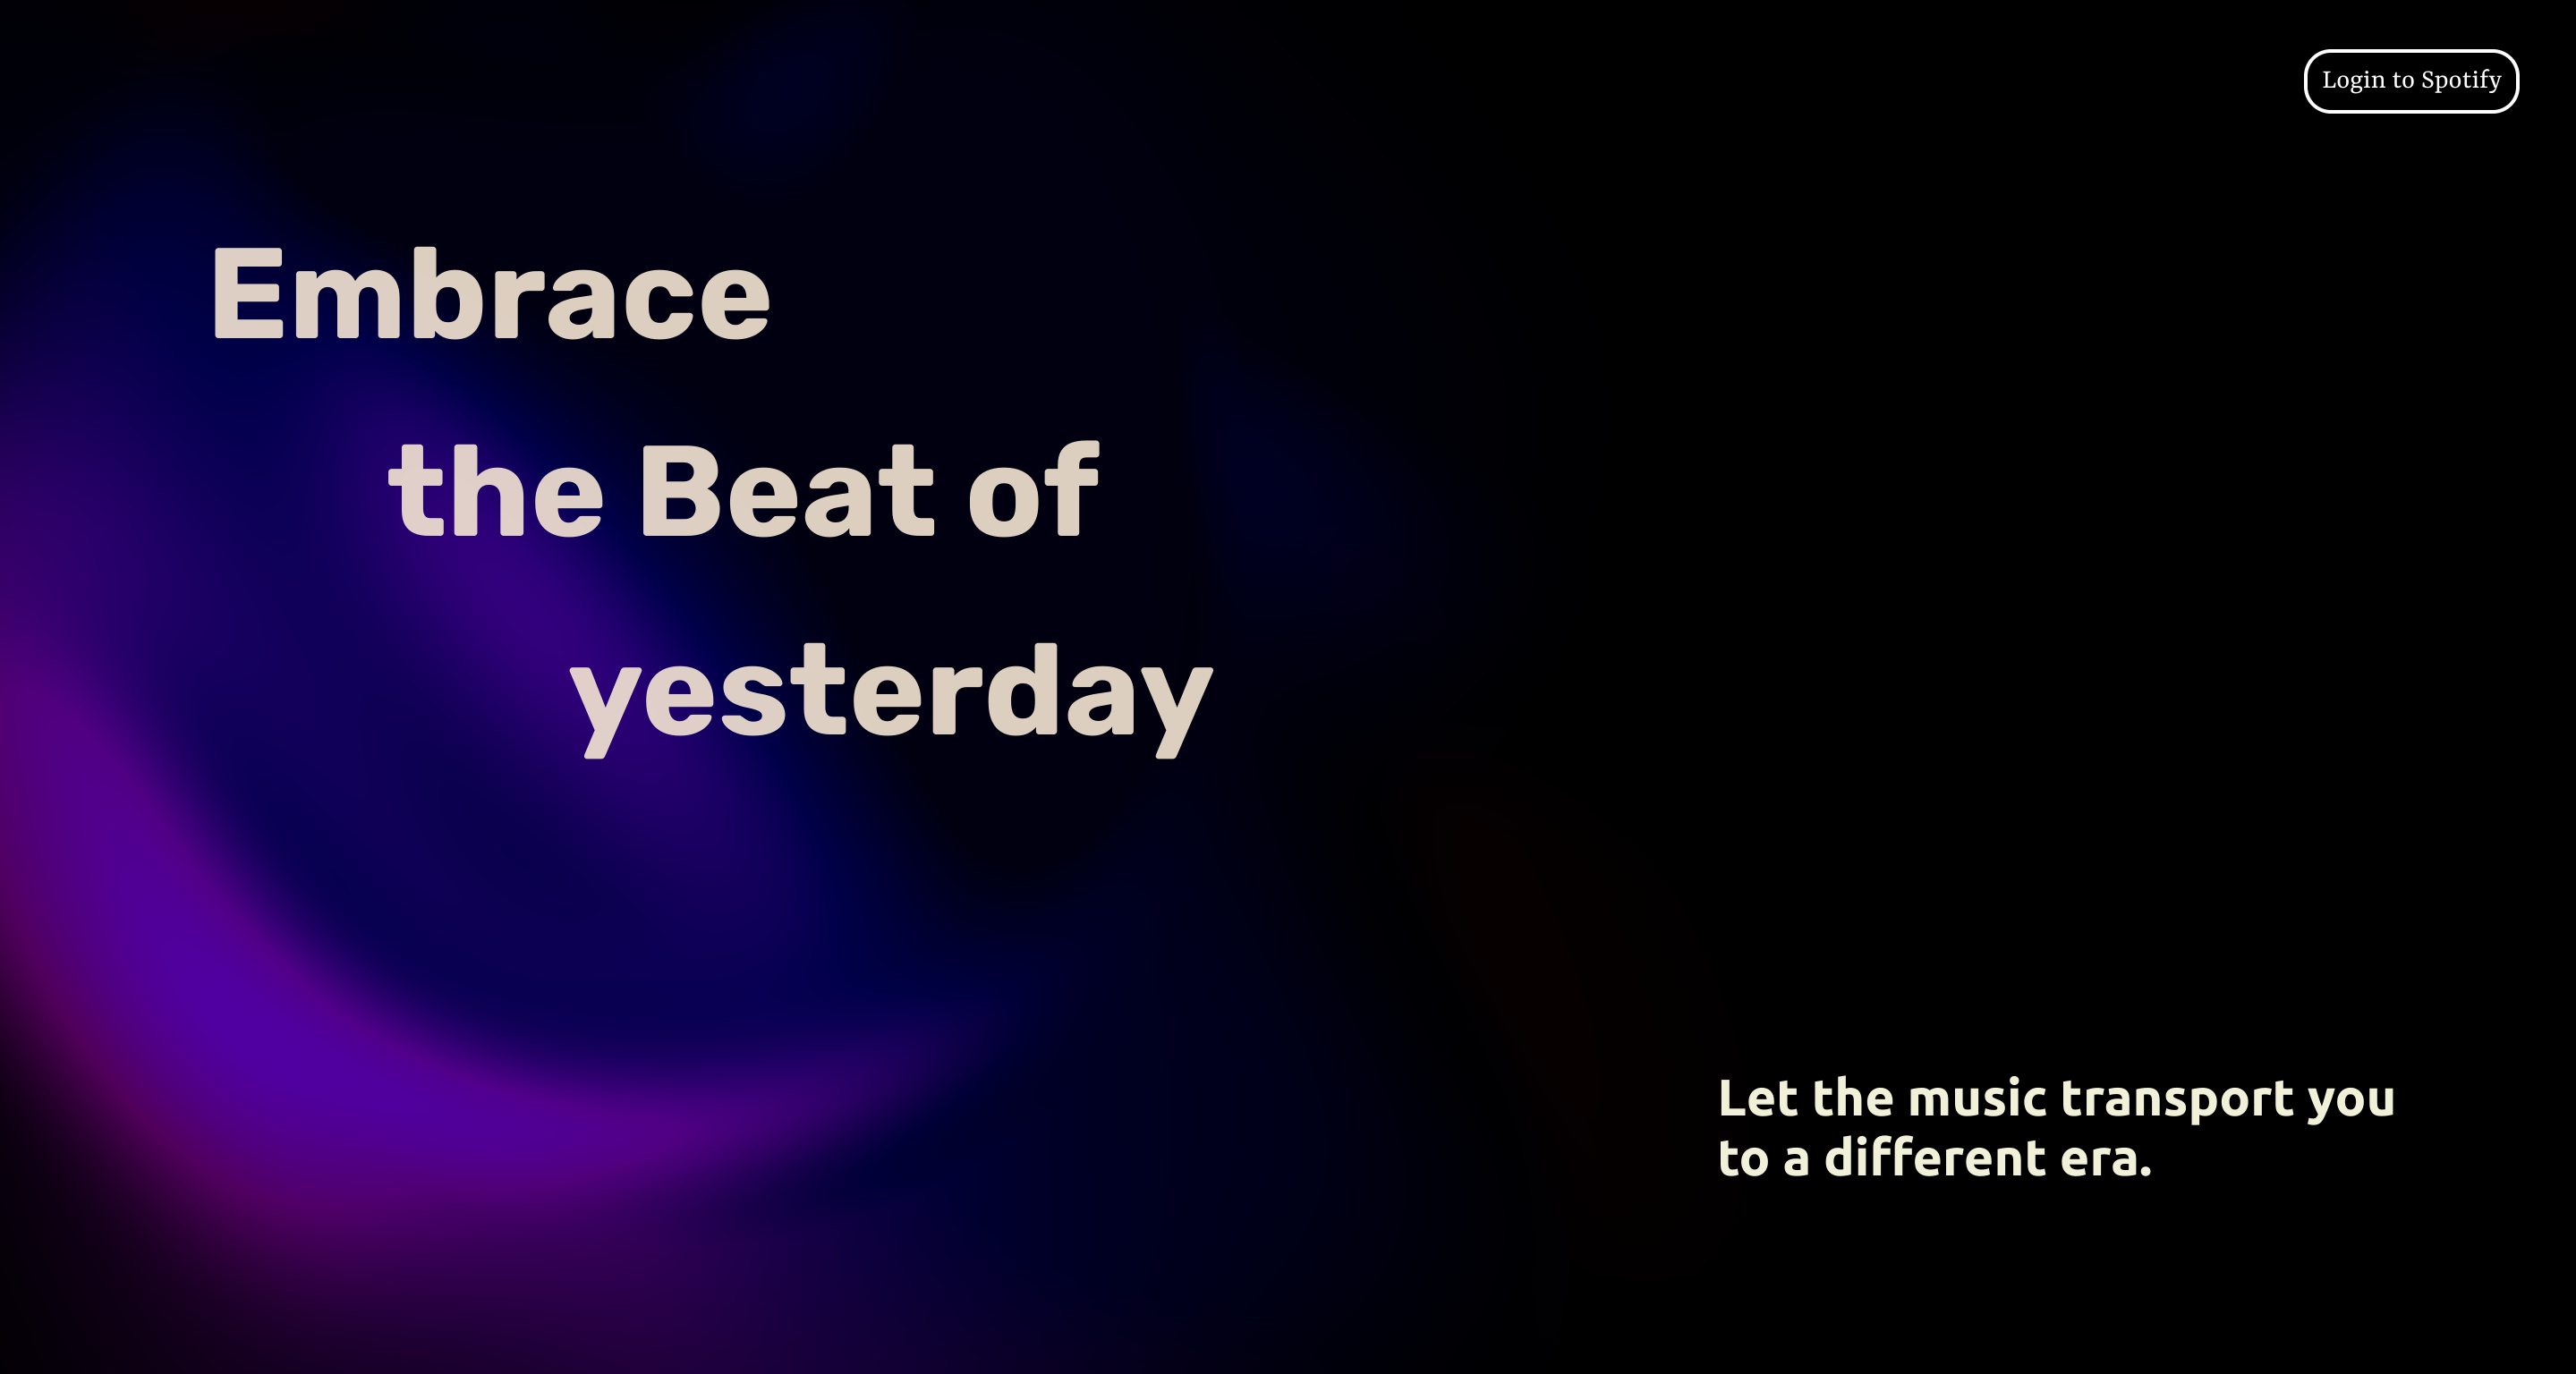 Login to Spotify
Embrace
the Beat of
yesterday
Let the music transport you
to a different era.